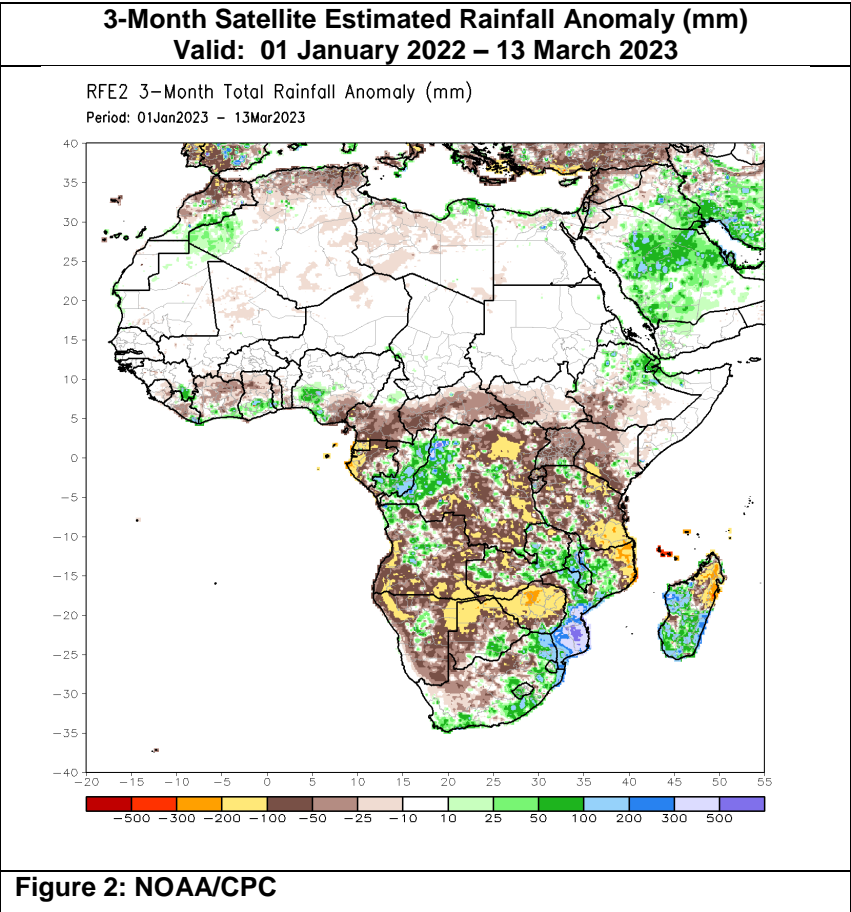 3-Month Satellite Estimated Rainfall Anomaly (mm)
Valid: 01 January 2022 – 13 March 2023
RFE2 3-Month Total Rainfall Anomaly (mm)
Period: 01Jan2023 - 13Mar2023
40
35
30
25
20
15
10
5
0
-5
-10
-15
-20
-25
-30
-35
-40
-20 -15 -10 -5 0 5 10 15 20 25 30 35 40 45 50 55
-500 -300 -200 -100 -50 -25 -10 10 25 50 100 200 300 500
Figure 2: NOAA/CPC